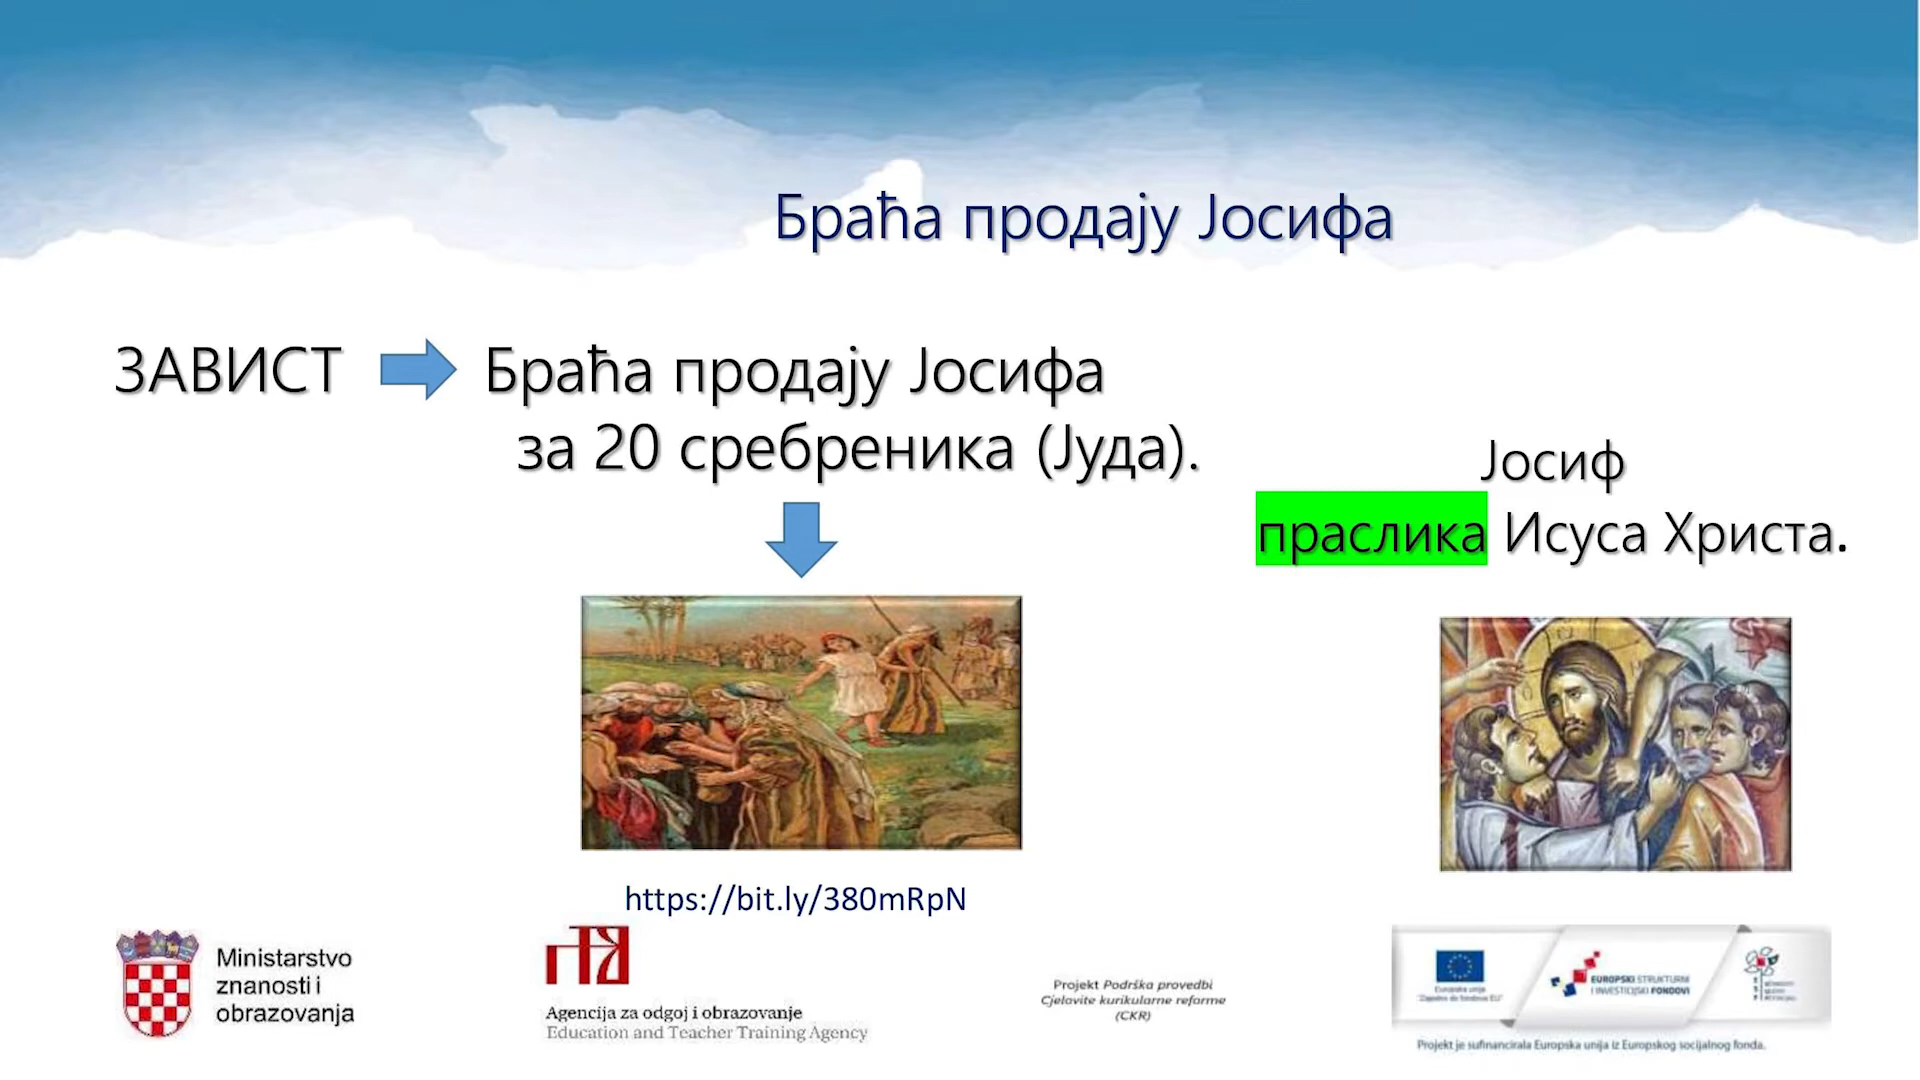 Браћа продају Јосифа
ЗАВИСТ
Браћа продају Јосифа
за 20 сребреника (Јуда).
Јосиф
праслика Исуса Христа.
https://bit.ly/380mRpN
Ministarstvo
znanosti i
obrazovanja
Agencija za odgoj i obrazovanje
Education and Teacher Training Agency
Projekt Podrška provedbi
Cjelovite kurikularne reforme
(CKR)
EUROPSKI STRUKTURNI
I INVESTICIJSKI FONDOVI
Projekt je sufinancirala Europska unija iz Europskog socijalnog fonda.